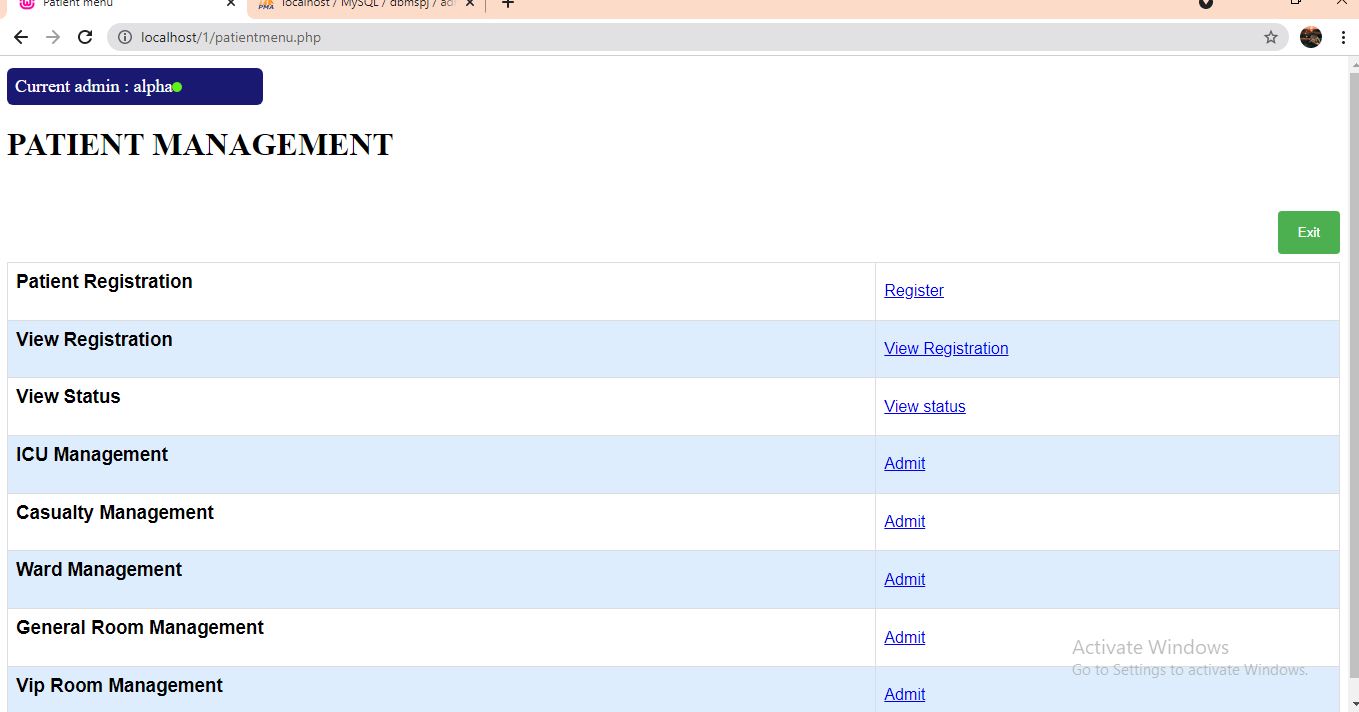 Patient menu
localhost / MySQL / dbmspj / adm
localhost/1/patientmenu.php
Current admin : alpha
PATIENT MANAGEMENT
Exit
Patient Registration
Register
View Registration
View Registration
View Status
View status
ICU Management
Admit
Casualty Management
Admit
Ward Management
Admit
General Room Management
Admit
Activate Windows
Go to Settings to activate Windows.
Vip Room Management
Admit